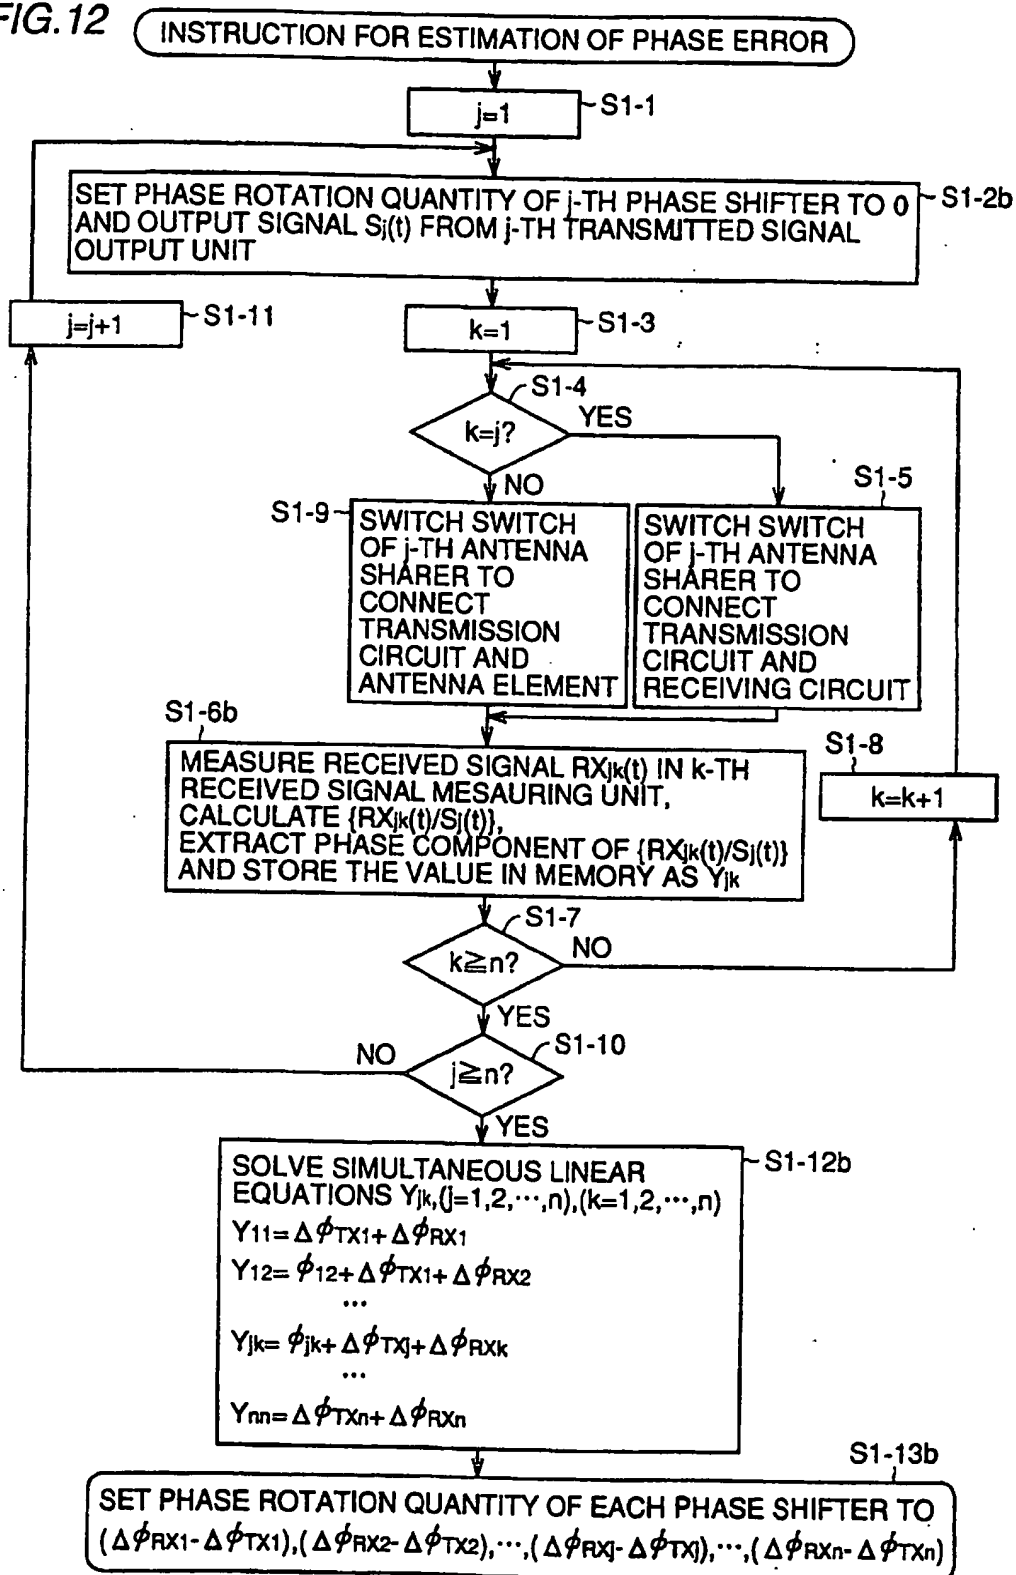 FIG.12
INSTRUCTION FOR ESTIMATION OF PHASE ERROR
j=1
S1-1
SET PHASE ROTATION QUANTITY OF j-TH PHASE SHIFTER TO 0
AND OUTPUT SIGNAL Sj(t) FROM j-TH TRANSMITTED SIGNAL
OUTPUT UNIT
S1-2b
j=j+1
S1-11
k=1
S1-3
S1-4
k=j?
YES
NO
S1-9
SWITCH SWITCH
OF j-TH ANTENNA
SHARER TO
CONNECT
TRANSMISSION
CIRCUIT AND
ANTENNA ELEMENT
S1-5
SWITCH SWITCH
OF j-TH ANTENNA
SHARER TO
CONNECT
TRANSMISSION
CIRCUIT AND
RECEIVING CIRCUIT
S1-6b
MEASURE RECEIVED SIGNAL RXjk(t) IN k-TH
RECEIVED SIGNAL MESAURING UNIT,
CALCULATE {RXjk(t)/Sj(t)},
EXTRACT PHASE COMPONENT OF {RXjk(t)/Sj(t)}
AND STORE THE VALUE IN MEMORY AS Yjk
S1-8
k=k+1
S1-7
k≧n?
NO
YES
S1-10
j≧n?
NO
YES
S1-12b
SOLVE SIMULTANEOUS LINEAR
EQUATIONS Yjk,(j=1,2,⋯,n),(k=1,2,⋯,n)
Y11=ΔϕTX1+ΔϕRX1
Y12=ϕ12+ΔϕTX1+ΔϕRX2
⋯
Yjk=ϕjk+ΔϕTXj+ΔϕRXk
⋯
Ynn=ΔϕTXn+ΔϕRXn
S1-13b
SET PHASE ROTATION QUANTITY OF EACH PHASE SHIFTER TO
(ΔϕRX1-ΔϕTX1),(ΔϕRX2-ΔϕTX2),⋯,(ΔϕRXj-ΔϕTXj),⋯,(ΔϕRXn-ΔϕTXn)